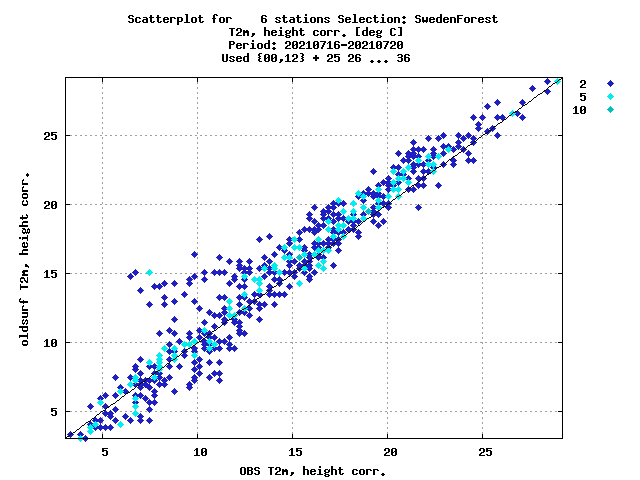 Scatterplot for    6 stations Selection: SwedenForest
T2m, height corr. [deg C]
Period: 20210716-20210720
Used {00,12} + 25 26 ... 36
2
5
10
25
20
15
10
5
oldsurf T2m, height corr.
5 10 15 20 25
OBS T2m, height corr.